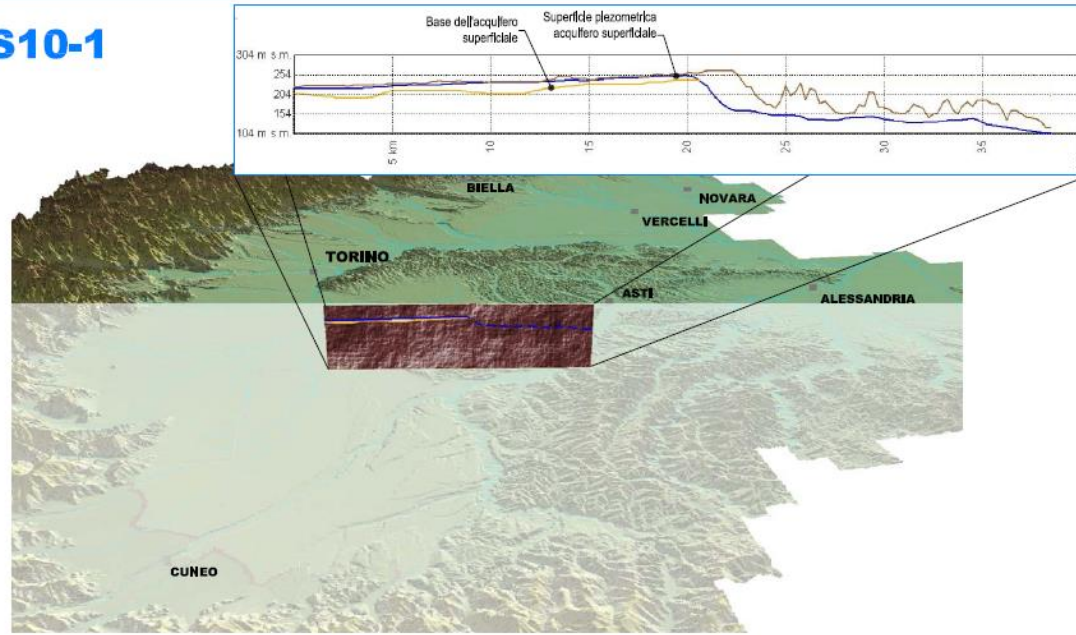 S10-1
Base dell'acquifero
superficiale
Superficie piezometrica
acquifero superficiale
304 m s.m.
254
204
154
104 m s.m.
5 km
10
15
20
25
30
35
BIELLA
NOVARA
VERCELLI
TORINO
ASTI
ALESSANDRIA
CUNEO